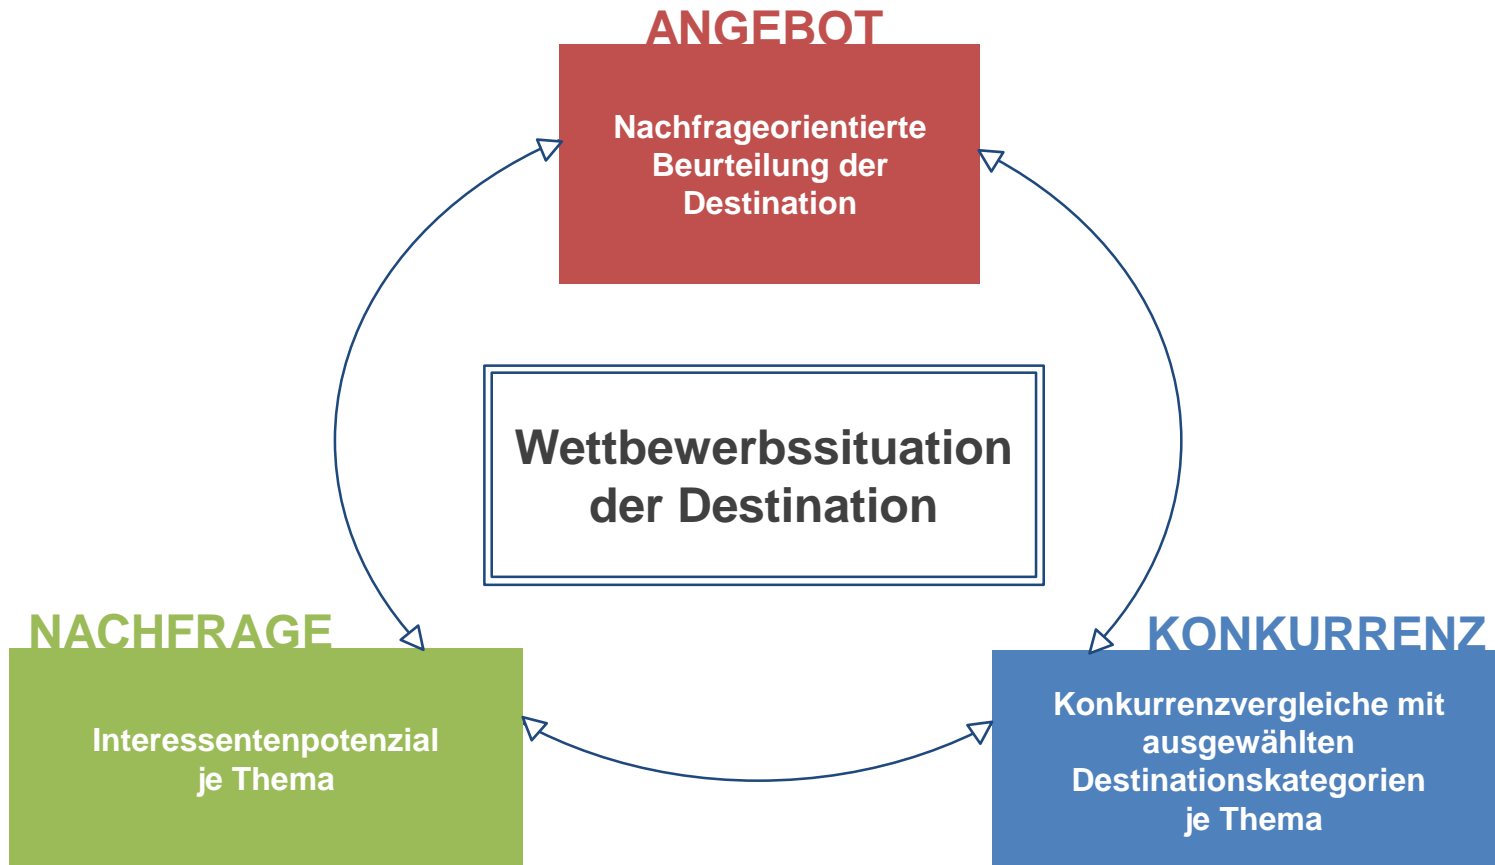 ANGEBOT
Nachfrageorientierte
Beurteilung der
Destination
Wettbewerbssituation
der Destination
NACHFRAGE
Interessentenpotenzial
je Thema
KONKURRENZ
Konkurrenzvergleiche mit
ausgewählten
Destinationskategorien
je Thema